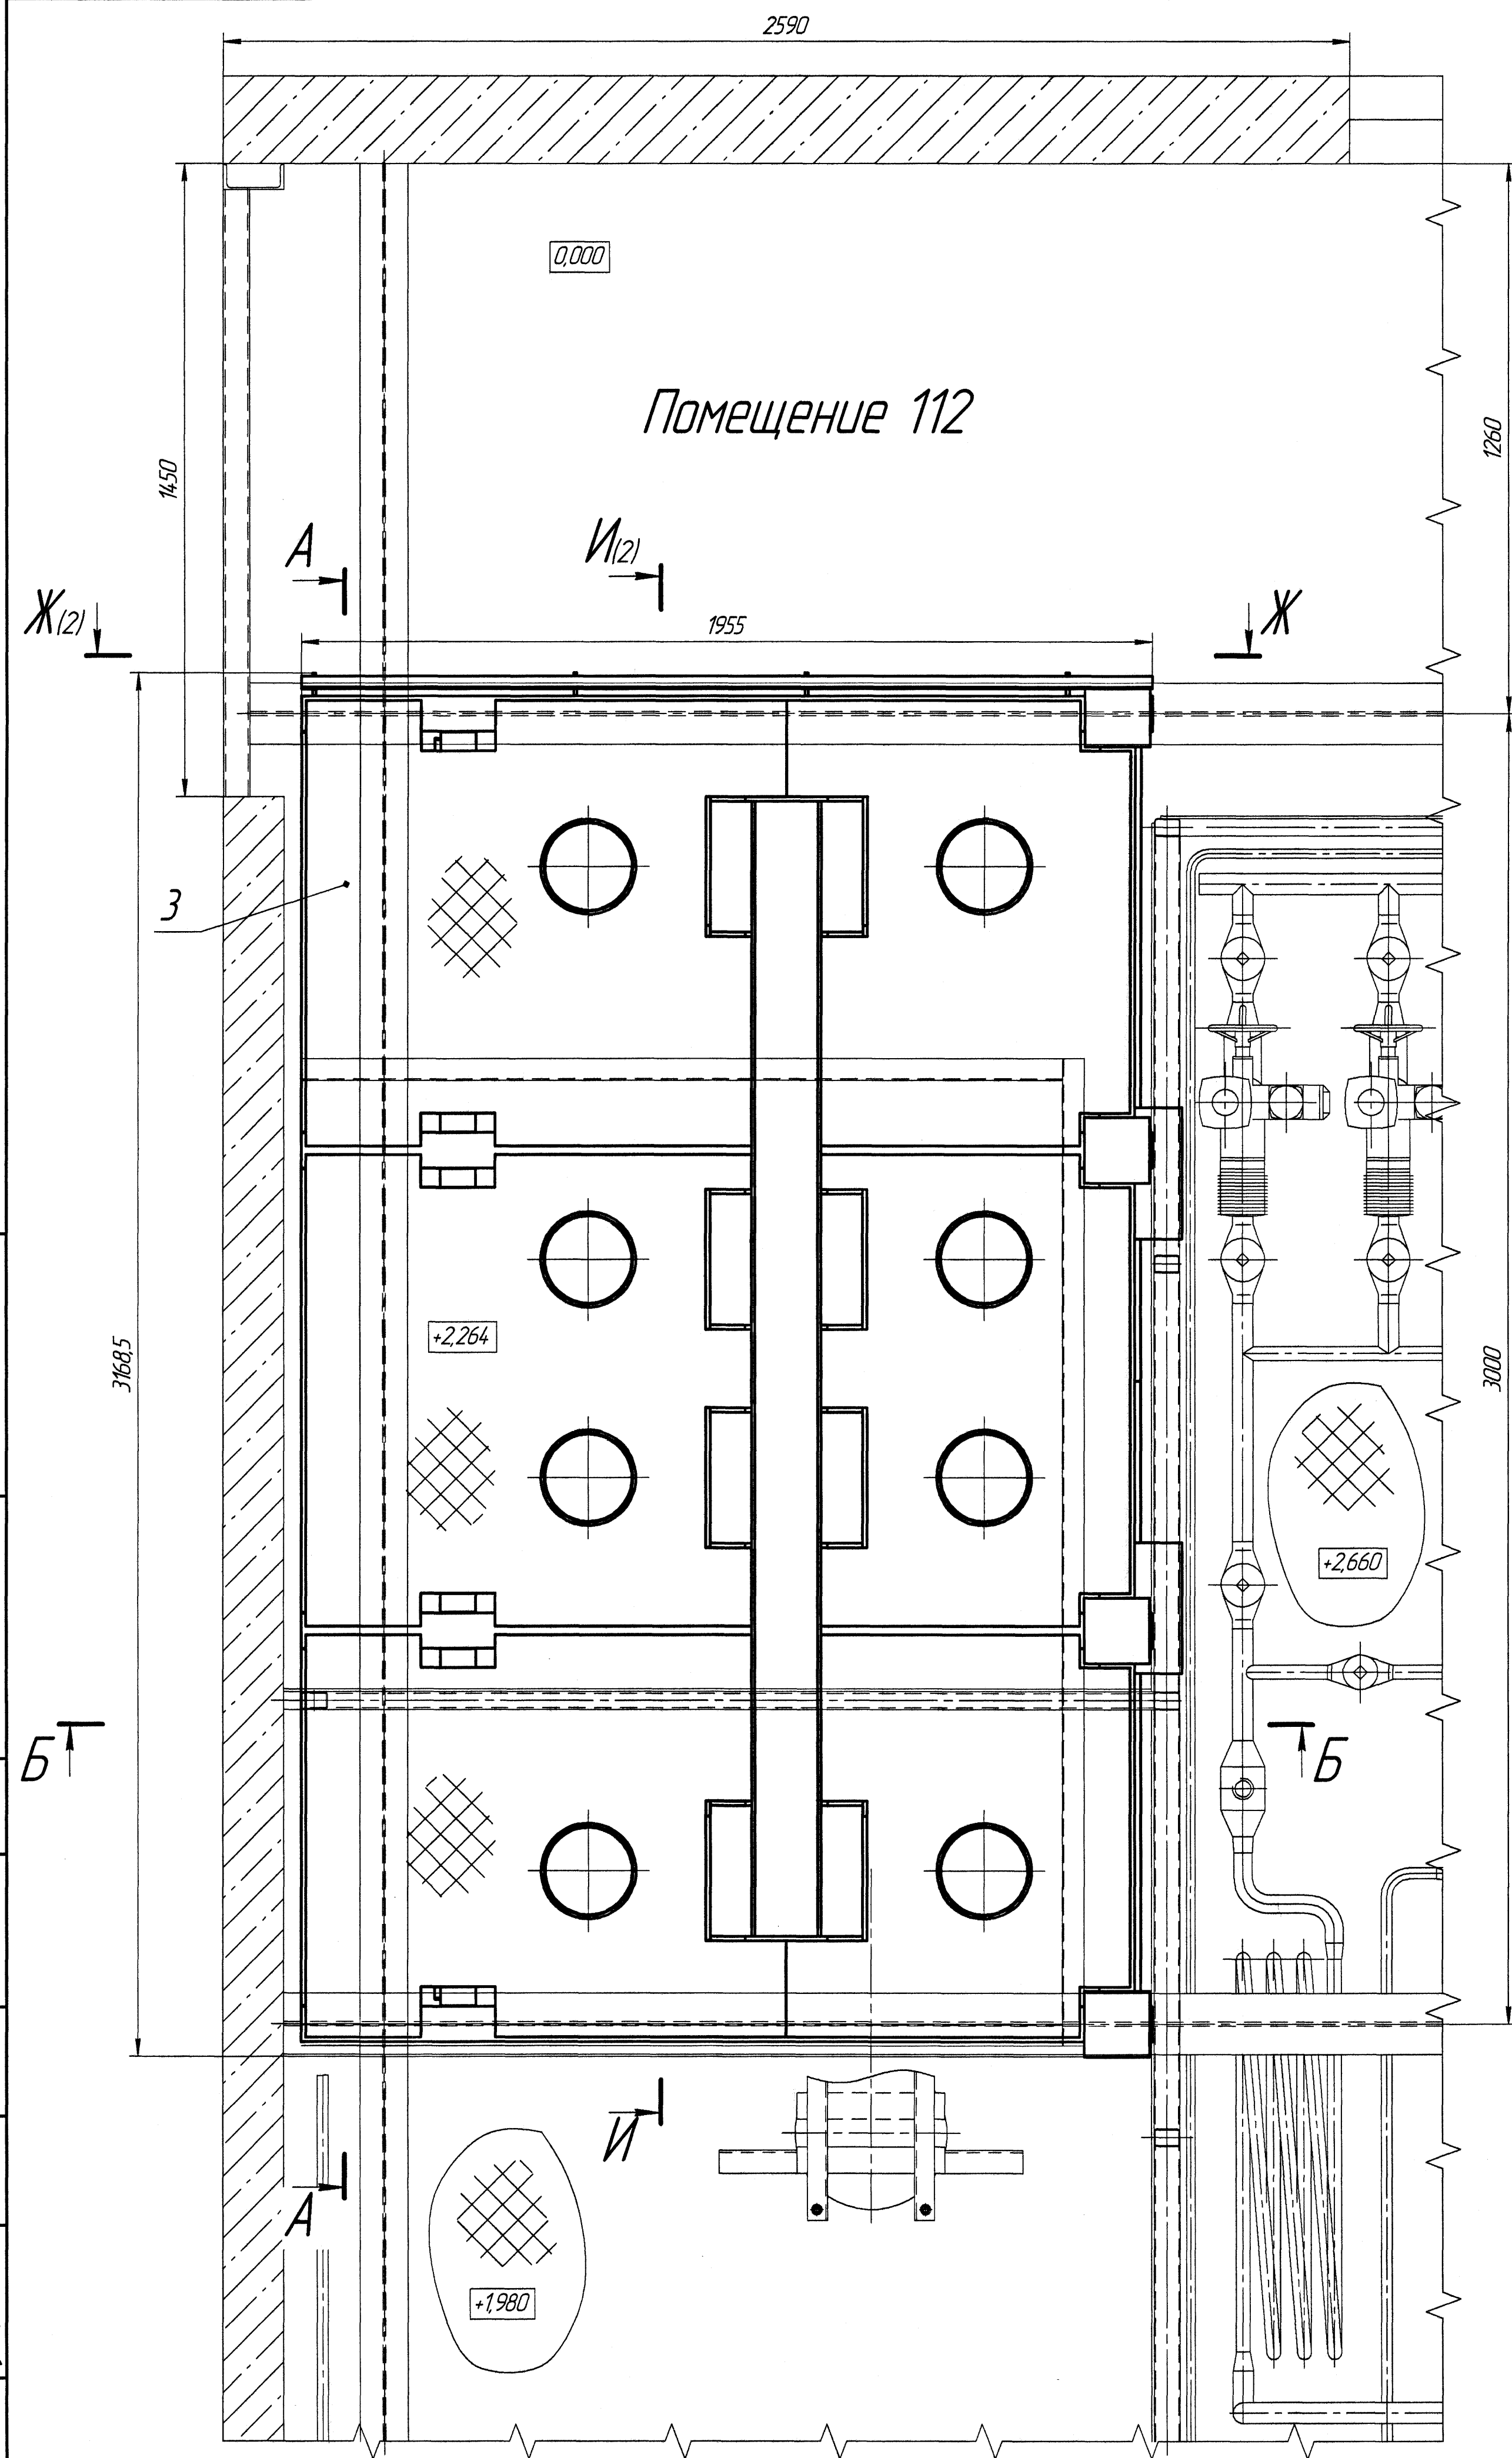 2590
0,000
Помещение 112
1450
1260
А
И(2)
Ж(2)
Ж
1955
3
+2,264
3168,5
3000
+2,660
Б
Б
И
А
+1,980